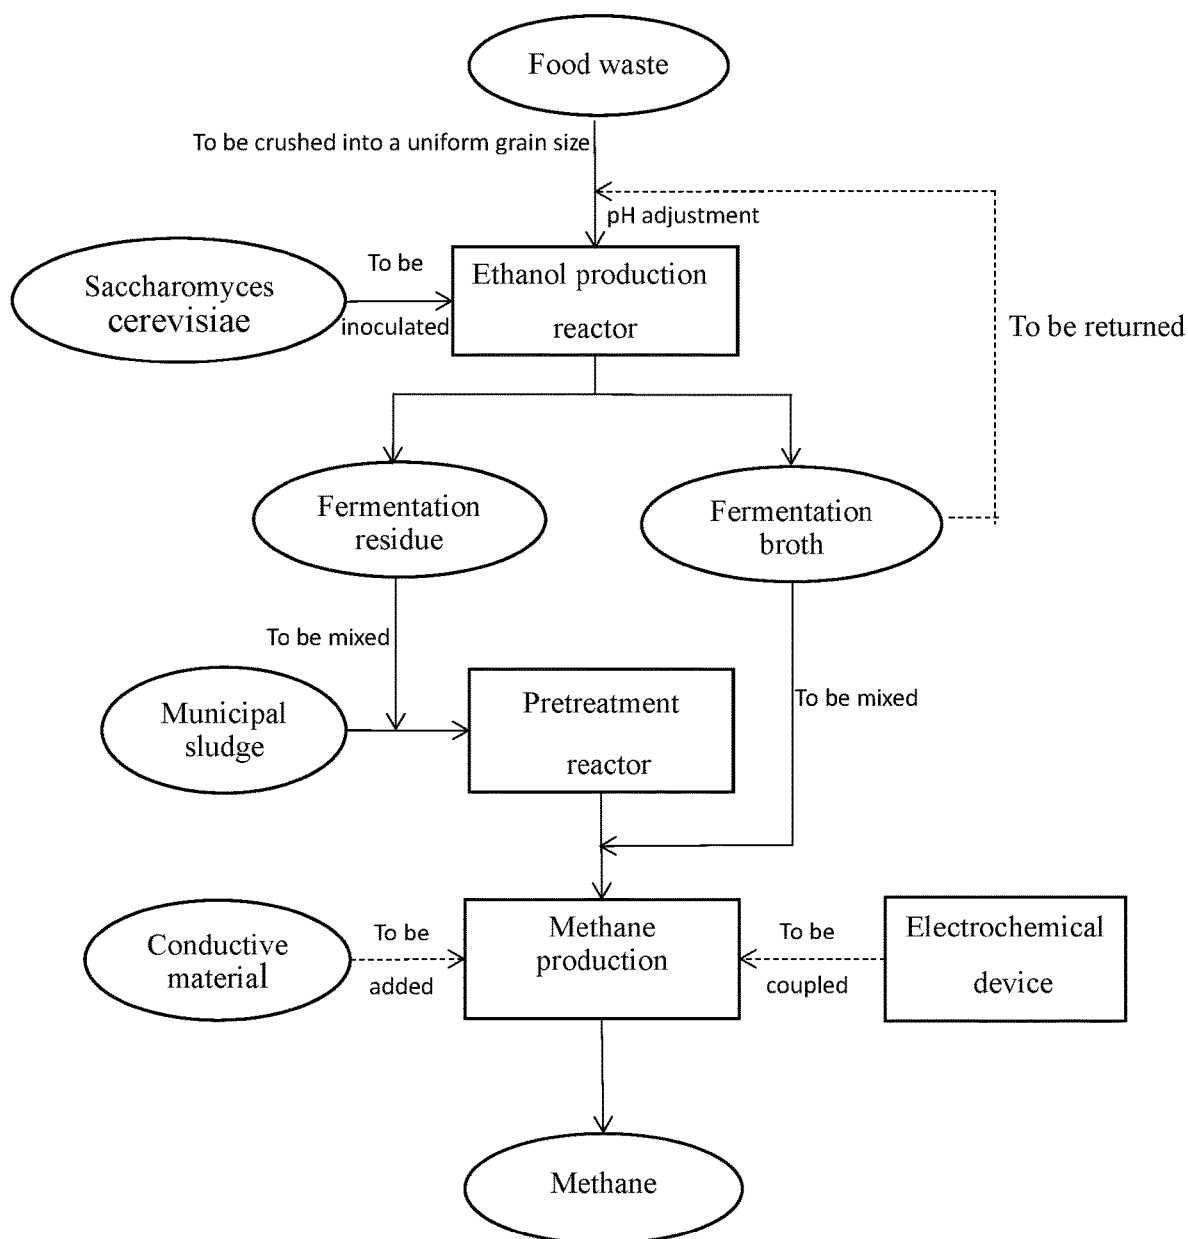 Food waste
To be crushed into a uniform grain size
pH adjustment
To be
inoculated
Saccharomyces
cerevisiae
Ethanol production
reactor
To be returned
Fermentation
residue
Fermentation
broth
To be mixed
To be mixed
Municipal
sludge
Pretreatment
reactor
Conductive
material
To be
added
Methane
production
To be
coupled
Electrochemical
device
Methane